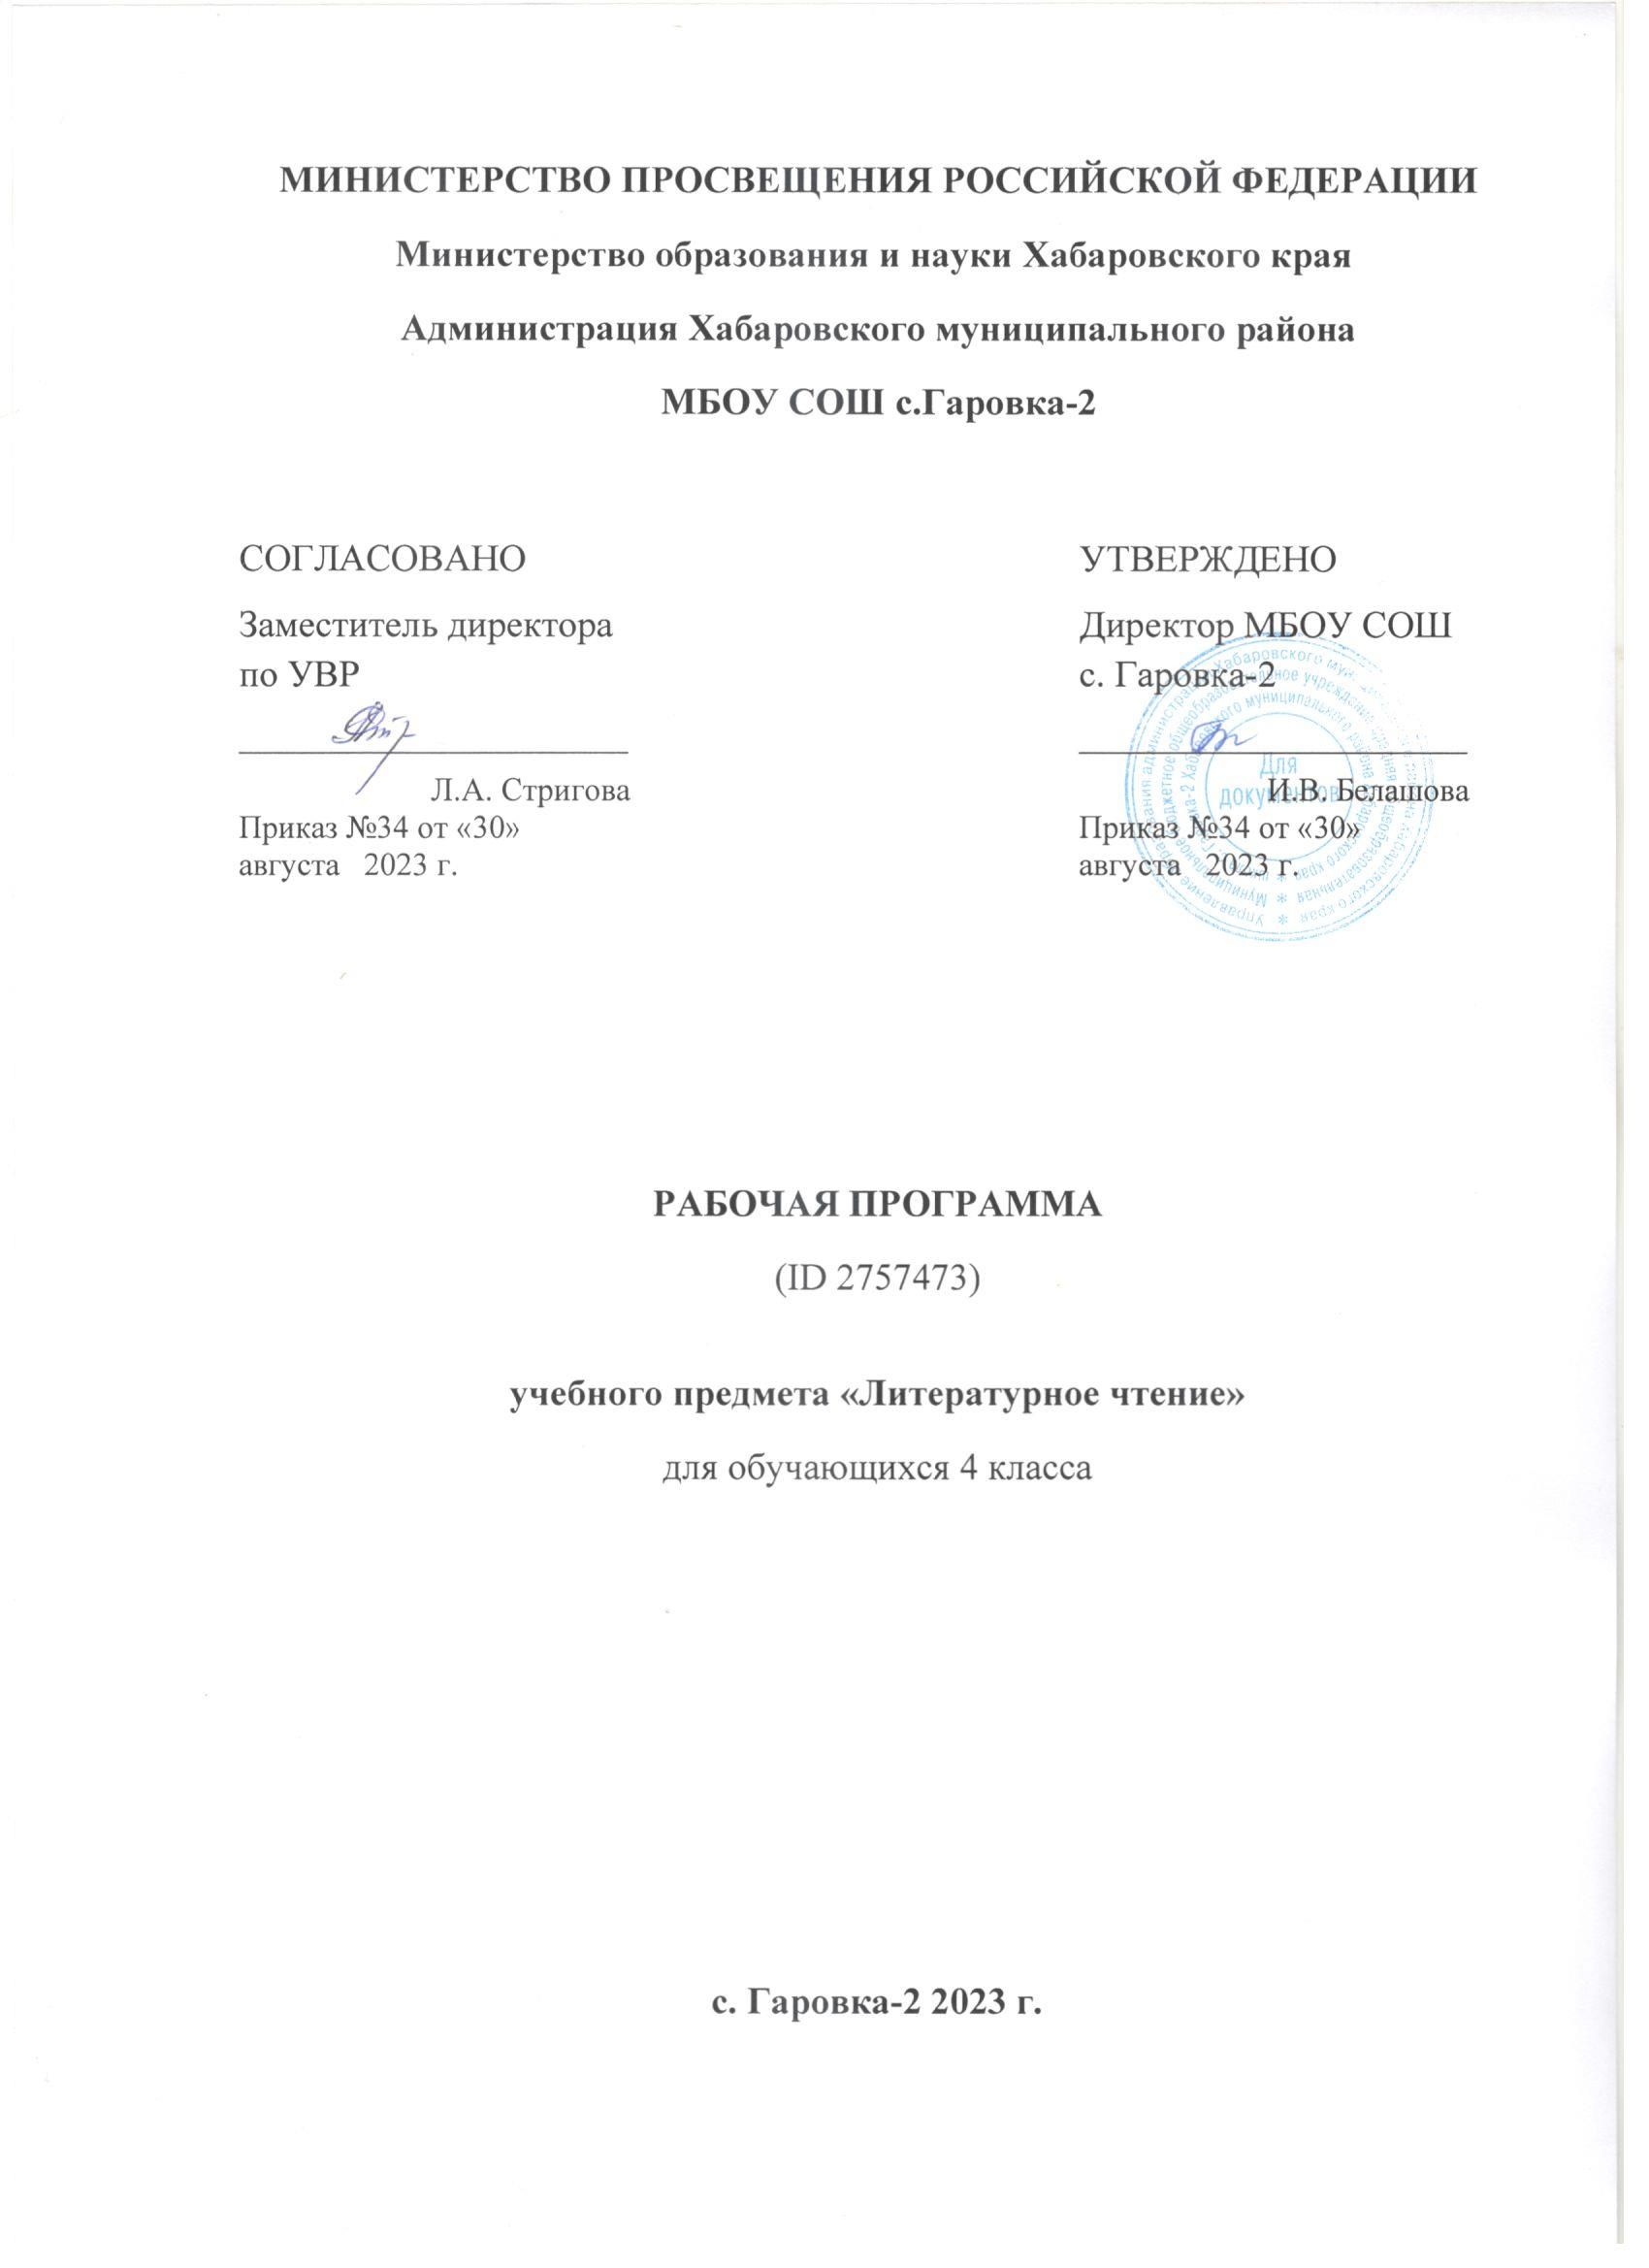 МИНИСТЕРСТВО ПРОСВЕЩЕНИЯ РОССИЙСКОЙ ФЕДЕРАЦИИ
Министерство образования и науки Хабаровского края
Администрация Хабаровского муниципального района
МБОУ СОШ с.Гаровка-2
СОГЛАСОВАНО
Заместитель директора
по УВР
Л.А. Стригова
Приказ №34 от «30»
августа 2023 г.
УТВЕРЖДЕНО
Директор МБОУ СОШ
с. Гаровка-2
И.В. Белашова
Приказ №34 от «30»
августа 2023 г.
Для
документов
РАБОЧАЯ ПРОГРАММА
(ID 2757473)
учебного предмета «Литературное чтение»
для обучающихся 4 класса
с. Гаровка-2 2023 г.